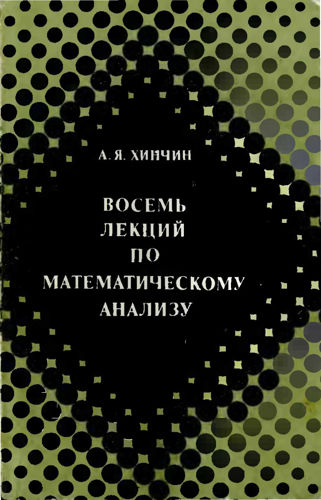 А. Я. ХИНЧИН
ВОСЕМЬ
ЛЕКЦИЙ
ПО
МАТЕМАТИЧЕСКОМУ
АНАЛИЗУ